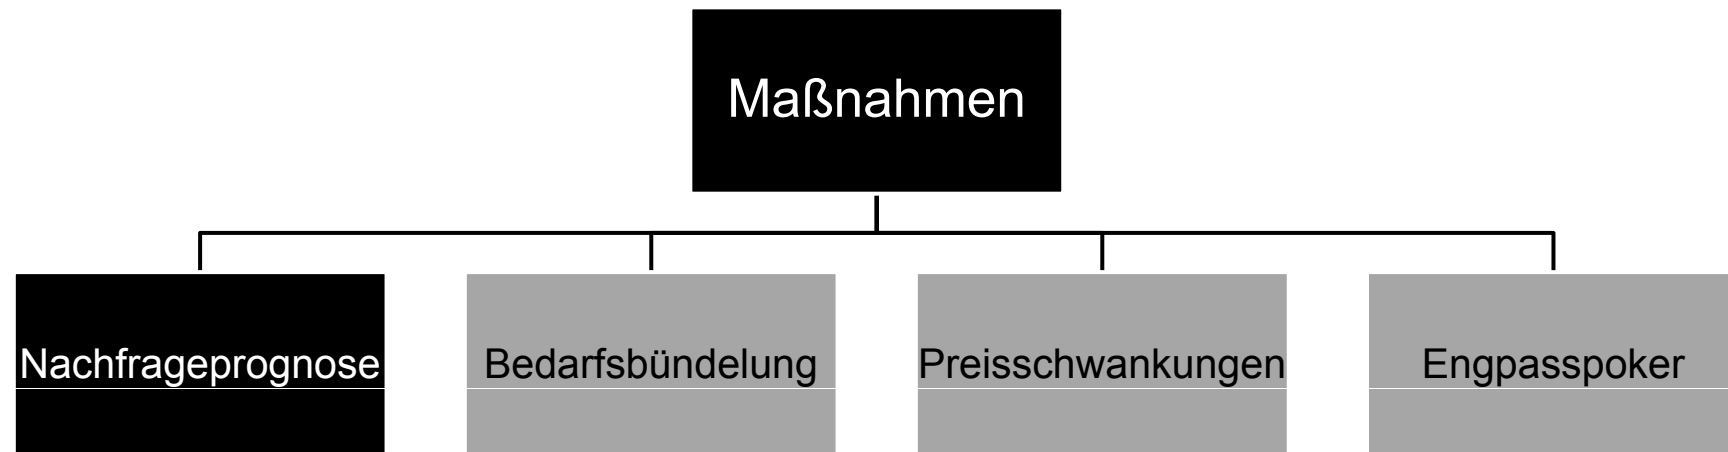 Maßnahmen
Nachfrageprognose
Bedarfsbündelung
Preisschwankungen
Engpasspoker